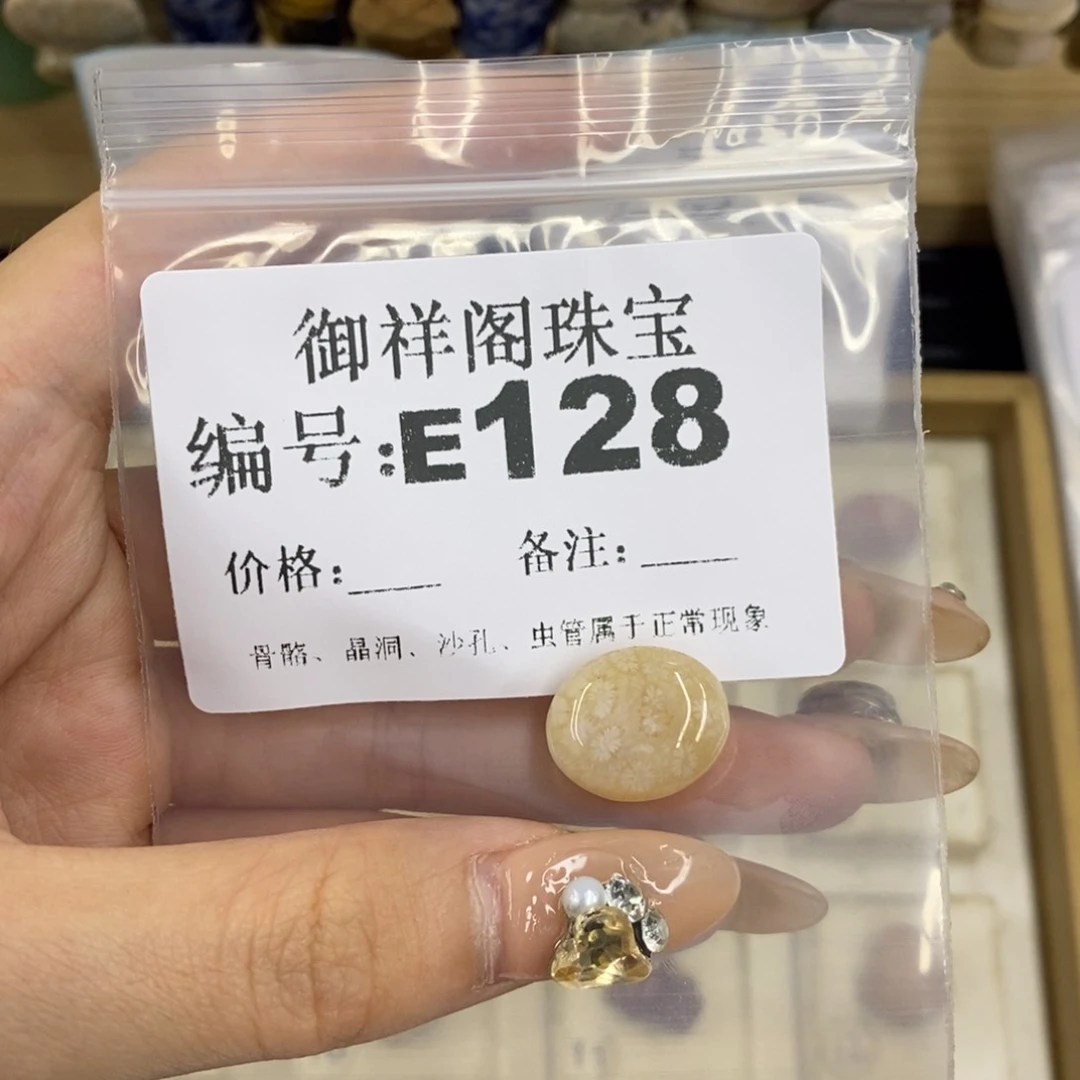 御祥阁珠宝
编号:E128
价格:____ 备注:____
骨髂、晶洞、沙孔、虫管属于正常现象